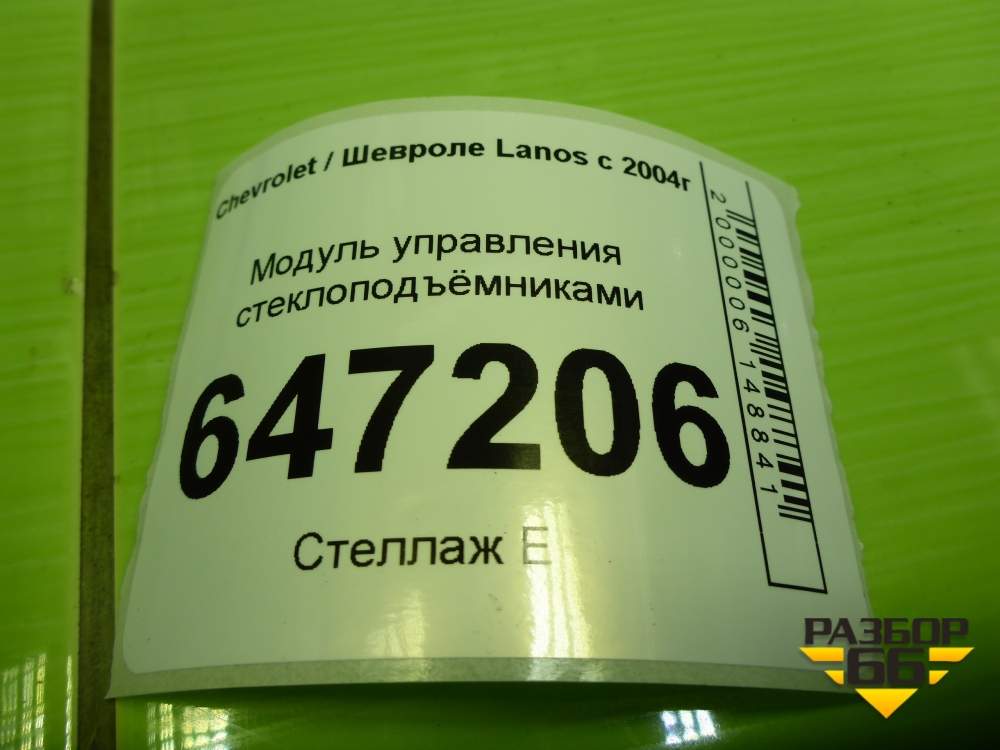 Chevrolet / Шевроле Lanos с 2004г
Модуль управления
стеклоподъёмниками
647206
Стеллаж E
2000006148841
РАЗБОР
66